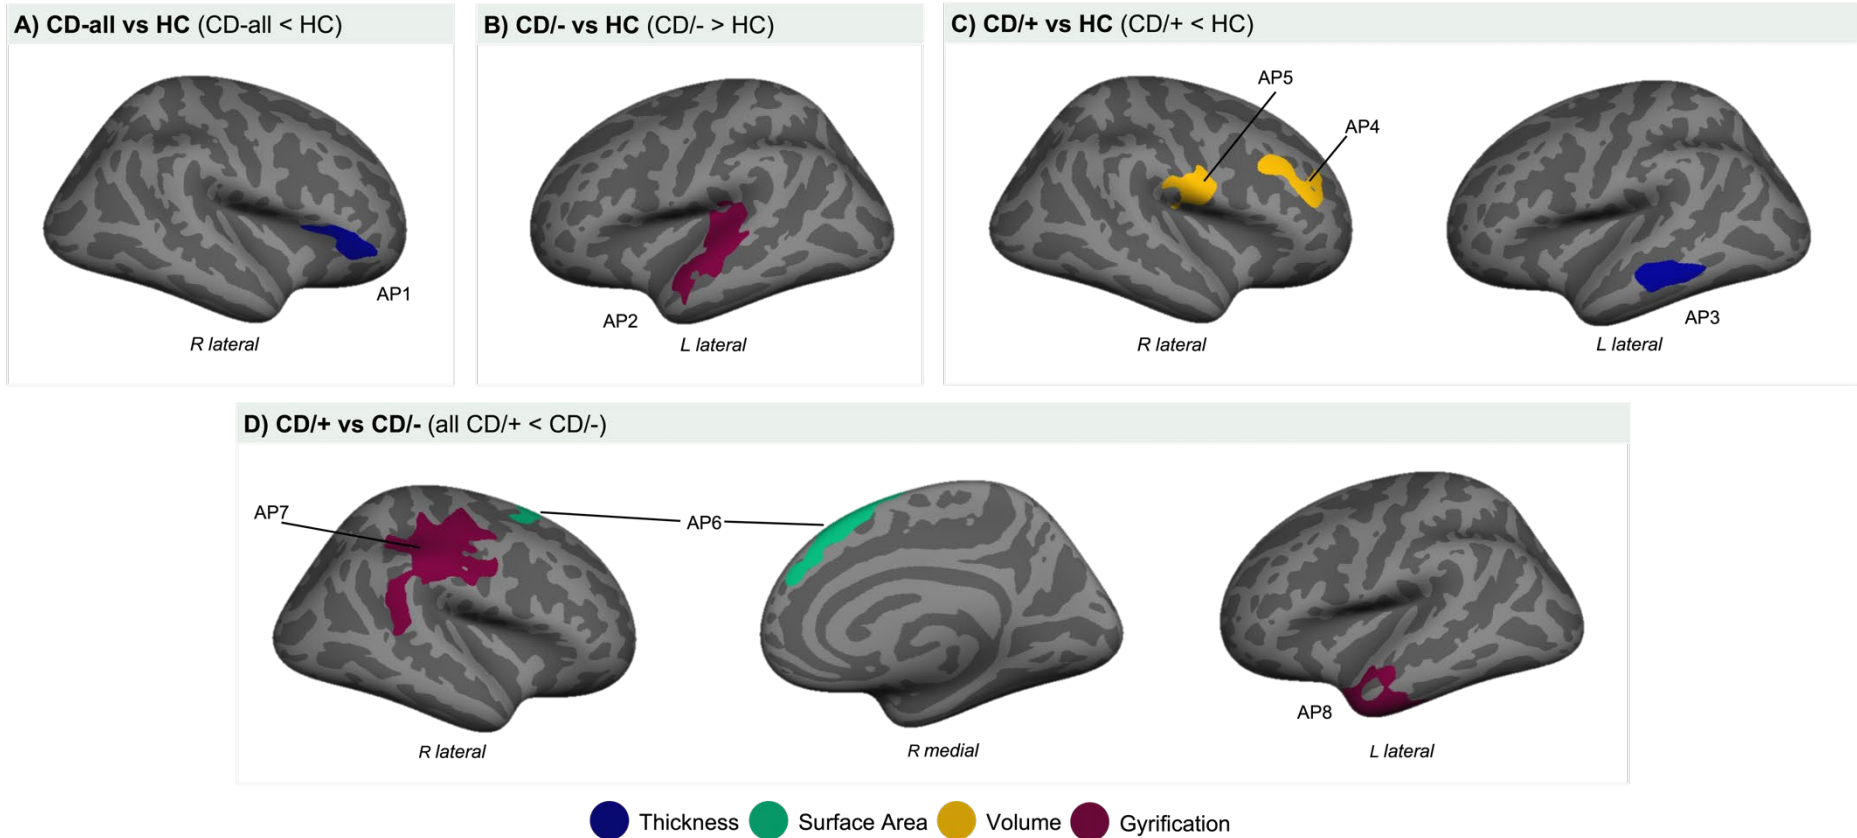 A) CD-all vs HC (CD-all < HC)
B) CD/- vs HC (CD/- > HC)
C) CD/+ vs HC (CD/+ < HC)
AP5
AP4
AP1
AP2
AP3
R lateral
L lateral
R lateral
L lateral
D) CD/+ vs CD/- (all CD/+ < CD/-)
AP7
AP6
AP8
R lateral
R medial
L lateral
Thickness
Surface Area
Volume
Gyrification